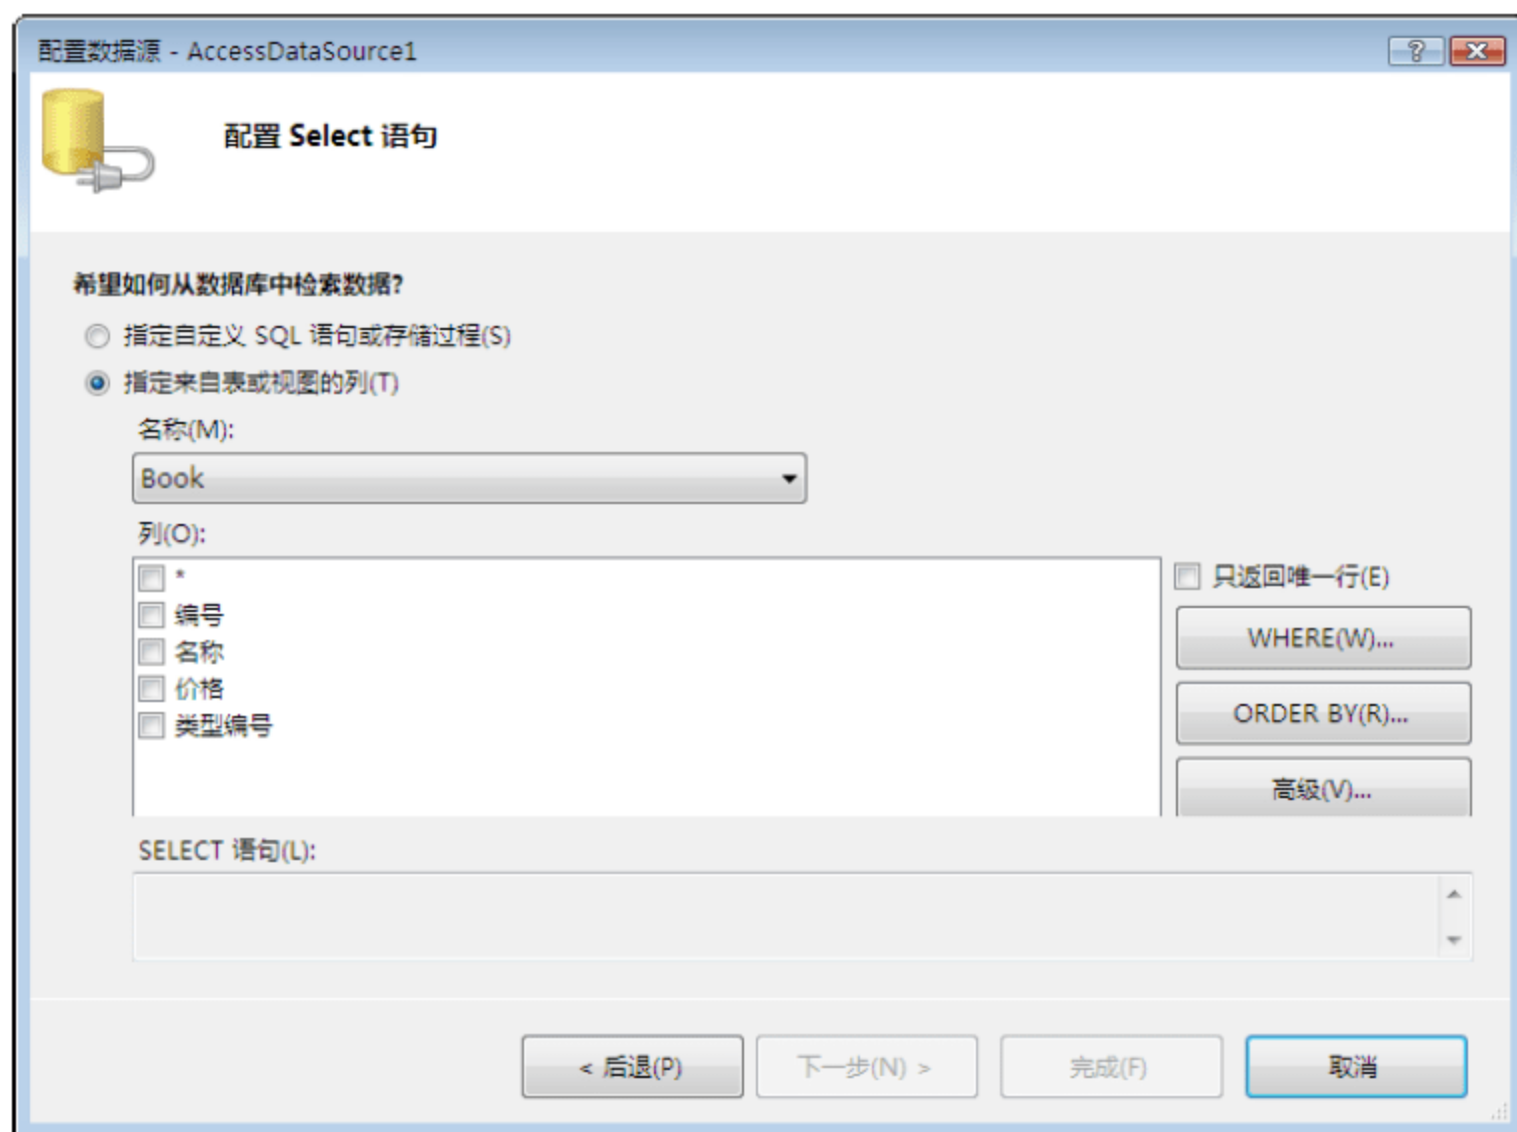 配置数据源 - AccessDataSource1
配置 Select 语句
希望如何从数据库中检索数据?
指定自定义 SQL 语句或存储过程(S)
指定来自表或视图的列(T)
名称(M):
Book
列(O):
*
只返回唯一行(E)
编号
WHERE(W)...
名称
价格
ORDER BY(R)...
类型编号
高级(V)...
SELECT 语句(L):
< 后退(P)
下一步(N) >
完成(F)
取消